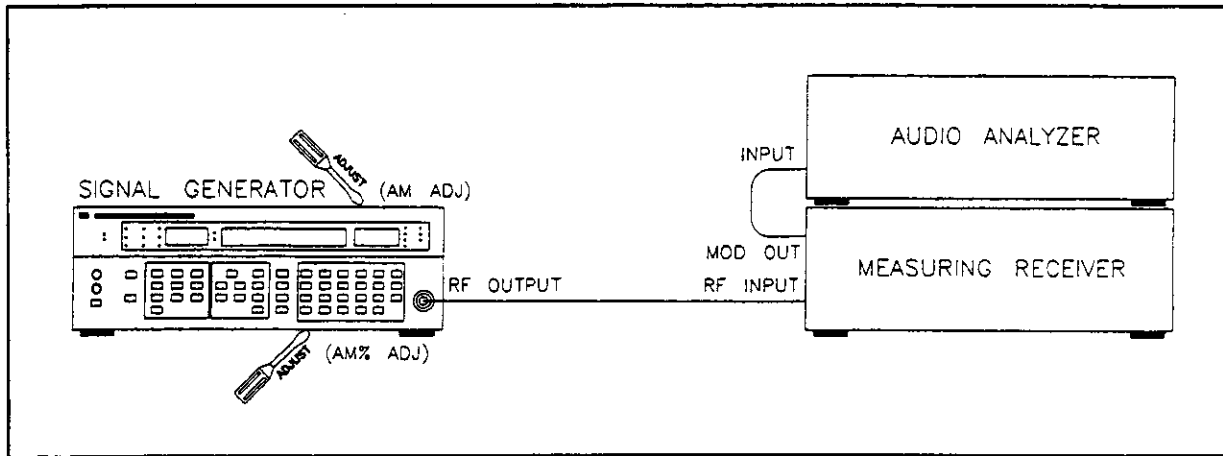 AUDIO ANALYZER
INPUT
ADJUST
SIGNAL GENERATOR (AM ADJ)
MOD OUT
MEASURING RECEIVER
RF OUTPUT
RF INPUT
ADJUST
(AM% ADJ)